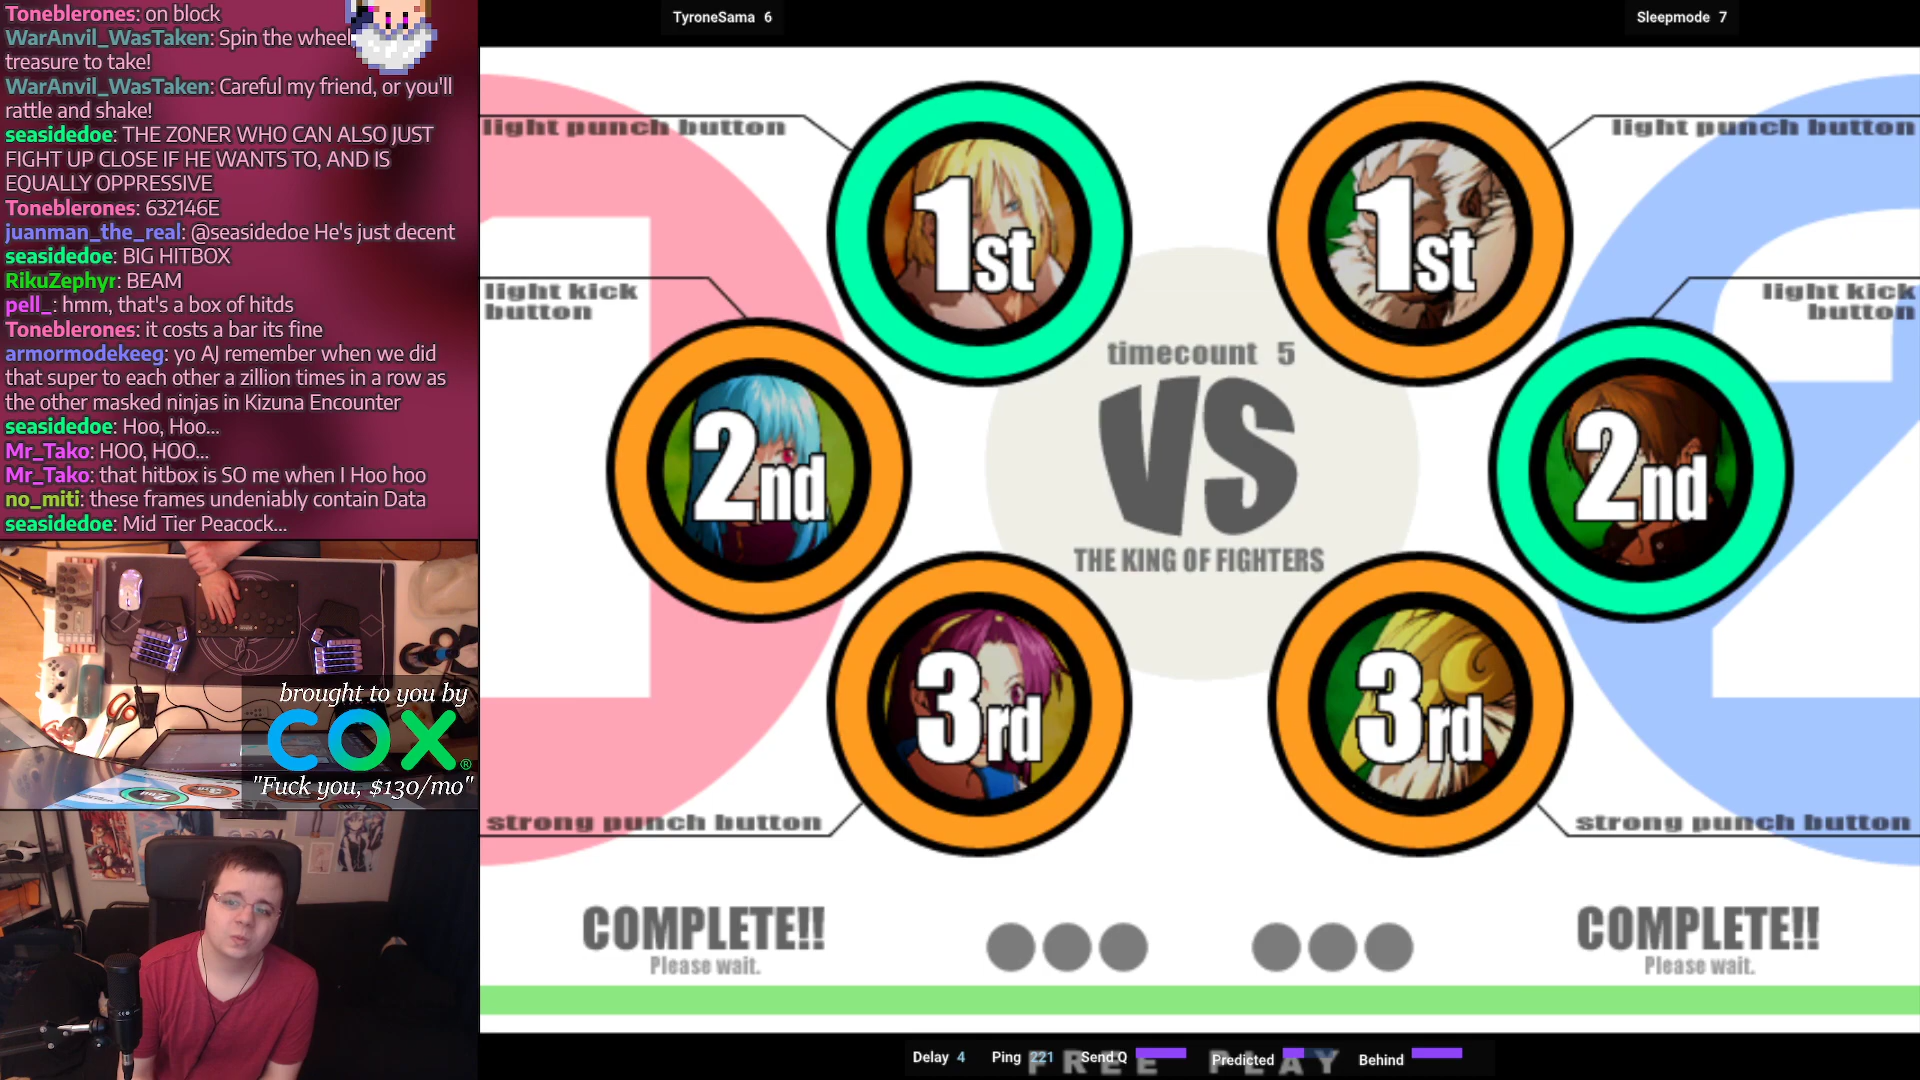 Toneblerones: on block
WarAnvil_WasTaken: Spin the wheel
treasure to take!
WarAnvil_WasTaken: Careful my friend, or you'll
rattle and shake!
seasidedoe: THE ZONER WHO CAN ALSO JUST
FIGHT UP CLOSE IF HE WANTS TO, AND IS
EQUALLY OPPRESSIVE
Toneblerones: 632146E
juanman_the_real: @seasidedoe He's just decent
seasidedoe: BIG HITBOX
RikuZephyr: BEAM
pell_: hmm, that's a box of hitds
Toneblerones: it costs a bar its fine
armormodekeeg: yo AJ remember when we did
that super to each other a zillion times in a row as
the other masked ninjas in Kizuna Encounter
seasidedoe: Hoo, Hoo...
Mr_Tako: HOO, HOO...
Mr_Tako: that hitbox is SO me when I Hoo hoo
no_miti: these frames undeniably contain Data
seasidedoe: Mid Tier Peacock...
brought to you by
COX®
"Fuck you, $130/mo"
TyroneSama 6
Sleepmode 7
light punch button
light punch button
1st
1st
light kick
button
light kick
button
timecount 5
VS
THE KING OF FIGHTERS
2nd
2nd
3rd
3rd
strong punch button
strong punch button
COMPLETE!!
Please wait.
COMPLETE!!
Please wait.
Delay 4 Ping 221 Send Q Predicted Behind
FREE PLAY